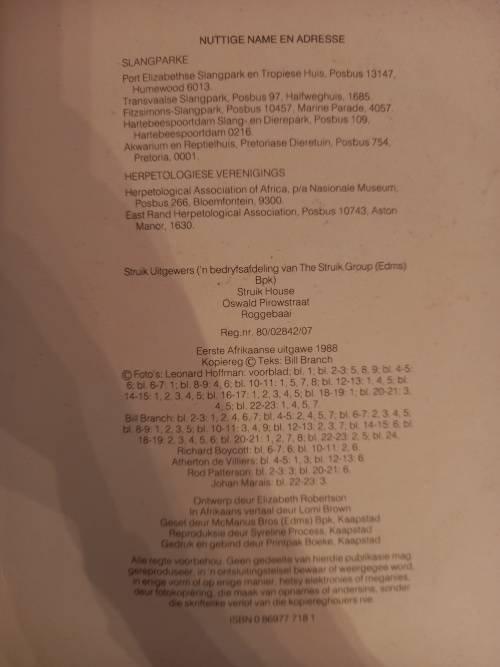 NUTTIGE NAME EN ADRESSE
SLANGPARKE
Port Elizabethse Slangpark en Tropiese Huis, Posbus 13147,
Humewood 6013.
Transvaalse Slangpark, Posbus 97, Halfweghuis, 1685.
Fitzsimons-Slangpark, Posbus 10457, Marine Parade, 4057.
Hartebeespoortdam Slang- en Dierepark, Posbus 109,
Hartebeespoortdam 0216.
Akwarium en Reptielhuis, Pretoriase Dieretuin, Posbus 754,
Pretoria, 0001.
HERPETOLOGIESE VERENIGINGS
Herpetological Association of Africa, p/a Nasionale Museum,
Posbus 266, Bloemfontein, 9300.
East Rand Herpetological Association, Posbus 10743, Aston
Manor, 1630.
Struik Uitgewers ('n bedryfsafdeling van The Struik Group (Edms)
Bpk)
Struik House
Oswald Pirowstraat
Roggebaai
Reg.nr. 80/02842/07
Eerste Afrikaanse uitgawe 1988
Kopiereg © Teks: Bill Branch
© Foto's: Leonard Hoffman: voorblad; bl. 1; bl. 2-3: 5, 8, 9; bl. 4-5:
6; bl. 6-7: 1; bl. 8-9: 4, 6; bl. 10-11: 1, 5, 7, 8; bl. 12-13: 1, 4, 5; bl.
14-15: 1, 2, 3, 4, 5; bl. 16-17: 1, 2, 3, 4, 5; bl. 18-19: 1; bl. 20-21: 3,
4, 5; bl. 22-23: 1, 4, 5, 7.
Bill Branch: bl. 2-3: 1, 2, 4, 6, 7; bl. 4-5: 2, 4, 5, 7; bl. 6-7: 2, 3, 4, 5;
bl. 8-9: 1, 2, 3, 5; bl. 10-11: 3, 4, 9; bl. 12-13: 2, 3, 7; bl. 14-15: 6; bl.
18-19: 2, 3, 4, 5, 6; bl. 20-21: 1, 2, 7, 8; bl. 22-23: 2, 5; bl. 24.
Richard Boycott: bl. 6-7: 6; bl. 10-11: 2, 6.
Atherton de Villiers: bl. 4-5: 1, 3; bl. 12-13: 6.
Rod Patterson: bl. 2-3: 3; bl. 20-21: 6.
Johan Marais: bl. 22-23: 3.
Ontwerp deur Elizabeth Robertson
In Afrikaans vertaal deur Lomi Brown
Geset deur McManus Bros (Edms) Bpk, Kaapstad
Reproduksie deur Syreline Process, Kaapstad
Gedruk en gebind deur Printpak Boeke, Kaapstad
Alle regte voorbehou. Geen gedeelte van hierdie publikasie mag
gereproduseer, in 'n ontsluitingstelsel bewaar of weergegee word,
in enige vorm of op enige manier, hetsy elektronies of meganies,
deur fotokopiëring, die maak van opnames of andersins, sonder
die skriftelike verlof van die kopiereghouers nie.
ISBN 0 86977 718 1